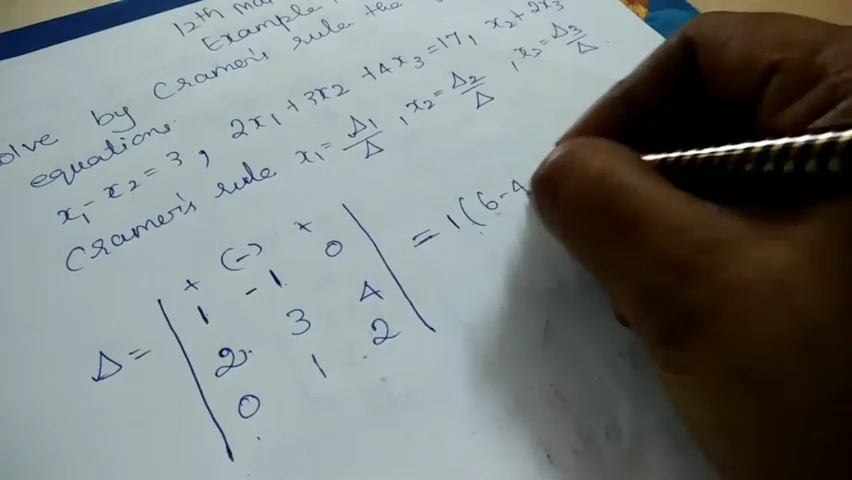 12th Ma
Example
Solve by Cramer's rule the
equations.
x₁ - x₂ = 3, 2x₁ + 3x₂ + 4x₃ = 17, x₂ + 2x₃
Cramer's rule x₁ = Δ₁/Δ, x₂ = Δ₂/Δ, x₃ = Δ₃/Δ
+ (-) +
Δ = | 1 -1 0 | = 1(6-4
2 3 4
0 1 2